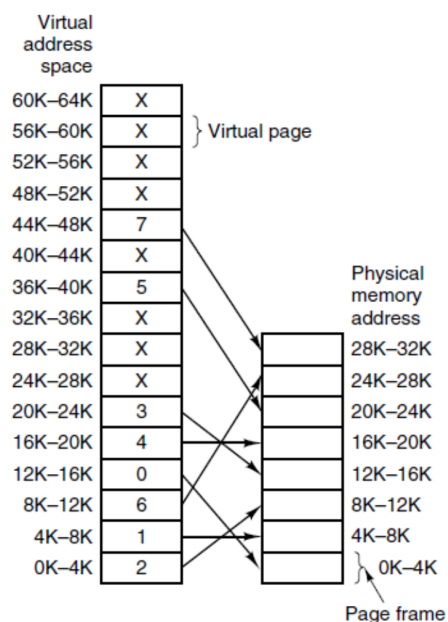 Virtual
address
space
60K–64K X
56K–60K X Virtual page
52K–56K X
48K–52K X
44K–48K 7
40K–44K X
36K–40K 5
32K–36K X
28K–32K X
24K–28K X
20K–24K 3
16K–20K 4
12K–16K 0
8K–12K 6
4K–8K 1
0K–4K 2
Physical
memory
address
28K–32K
24K–28K
20K–24K
16K–20K
12K–16K
8K–12K
4K–8K
0K–4K
Page frame